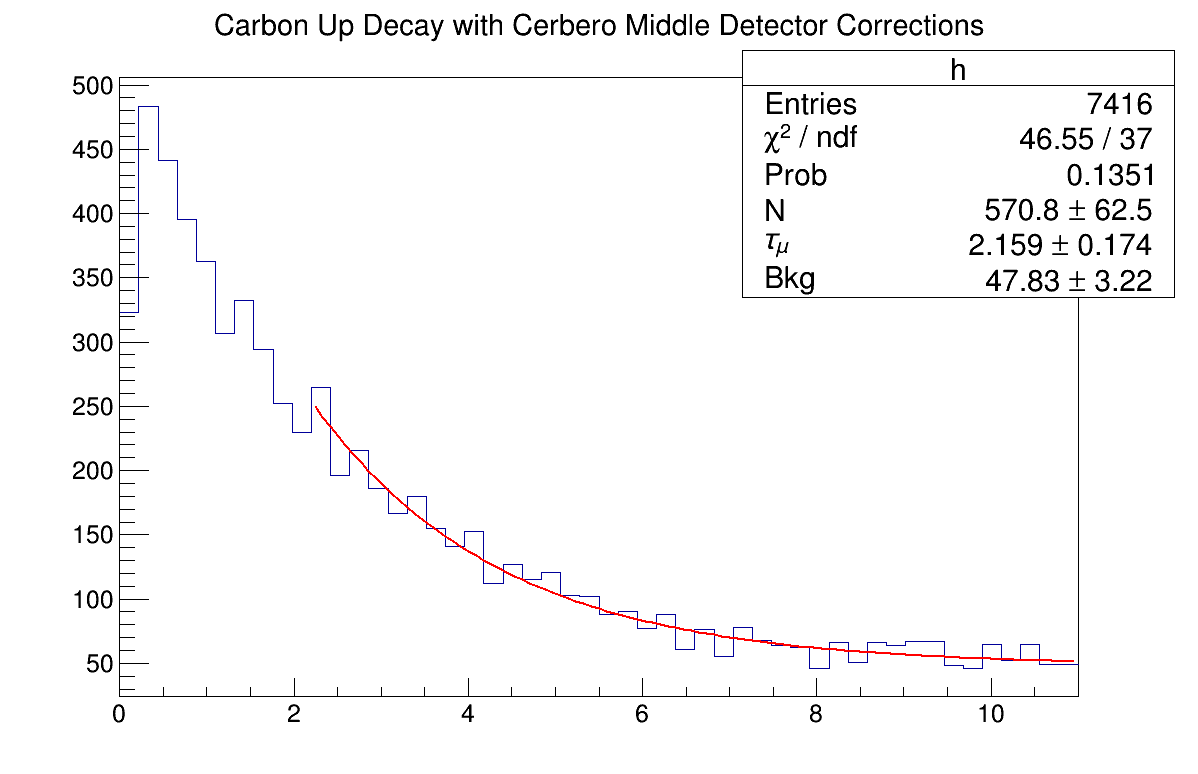 Carbon Up Decay with Cerbero Middle Detector Corrections
h
Entries 7416
χ² / ndf 46.55 / 37
Prob 0.1351
N 570.8 ± 62.5
τμ 2.159 ± 0.174
Bkg 47.83 ± 3.22
500
450
400
350
300
250
200
150
100
50
0 2 4 6 8 10